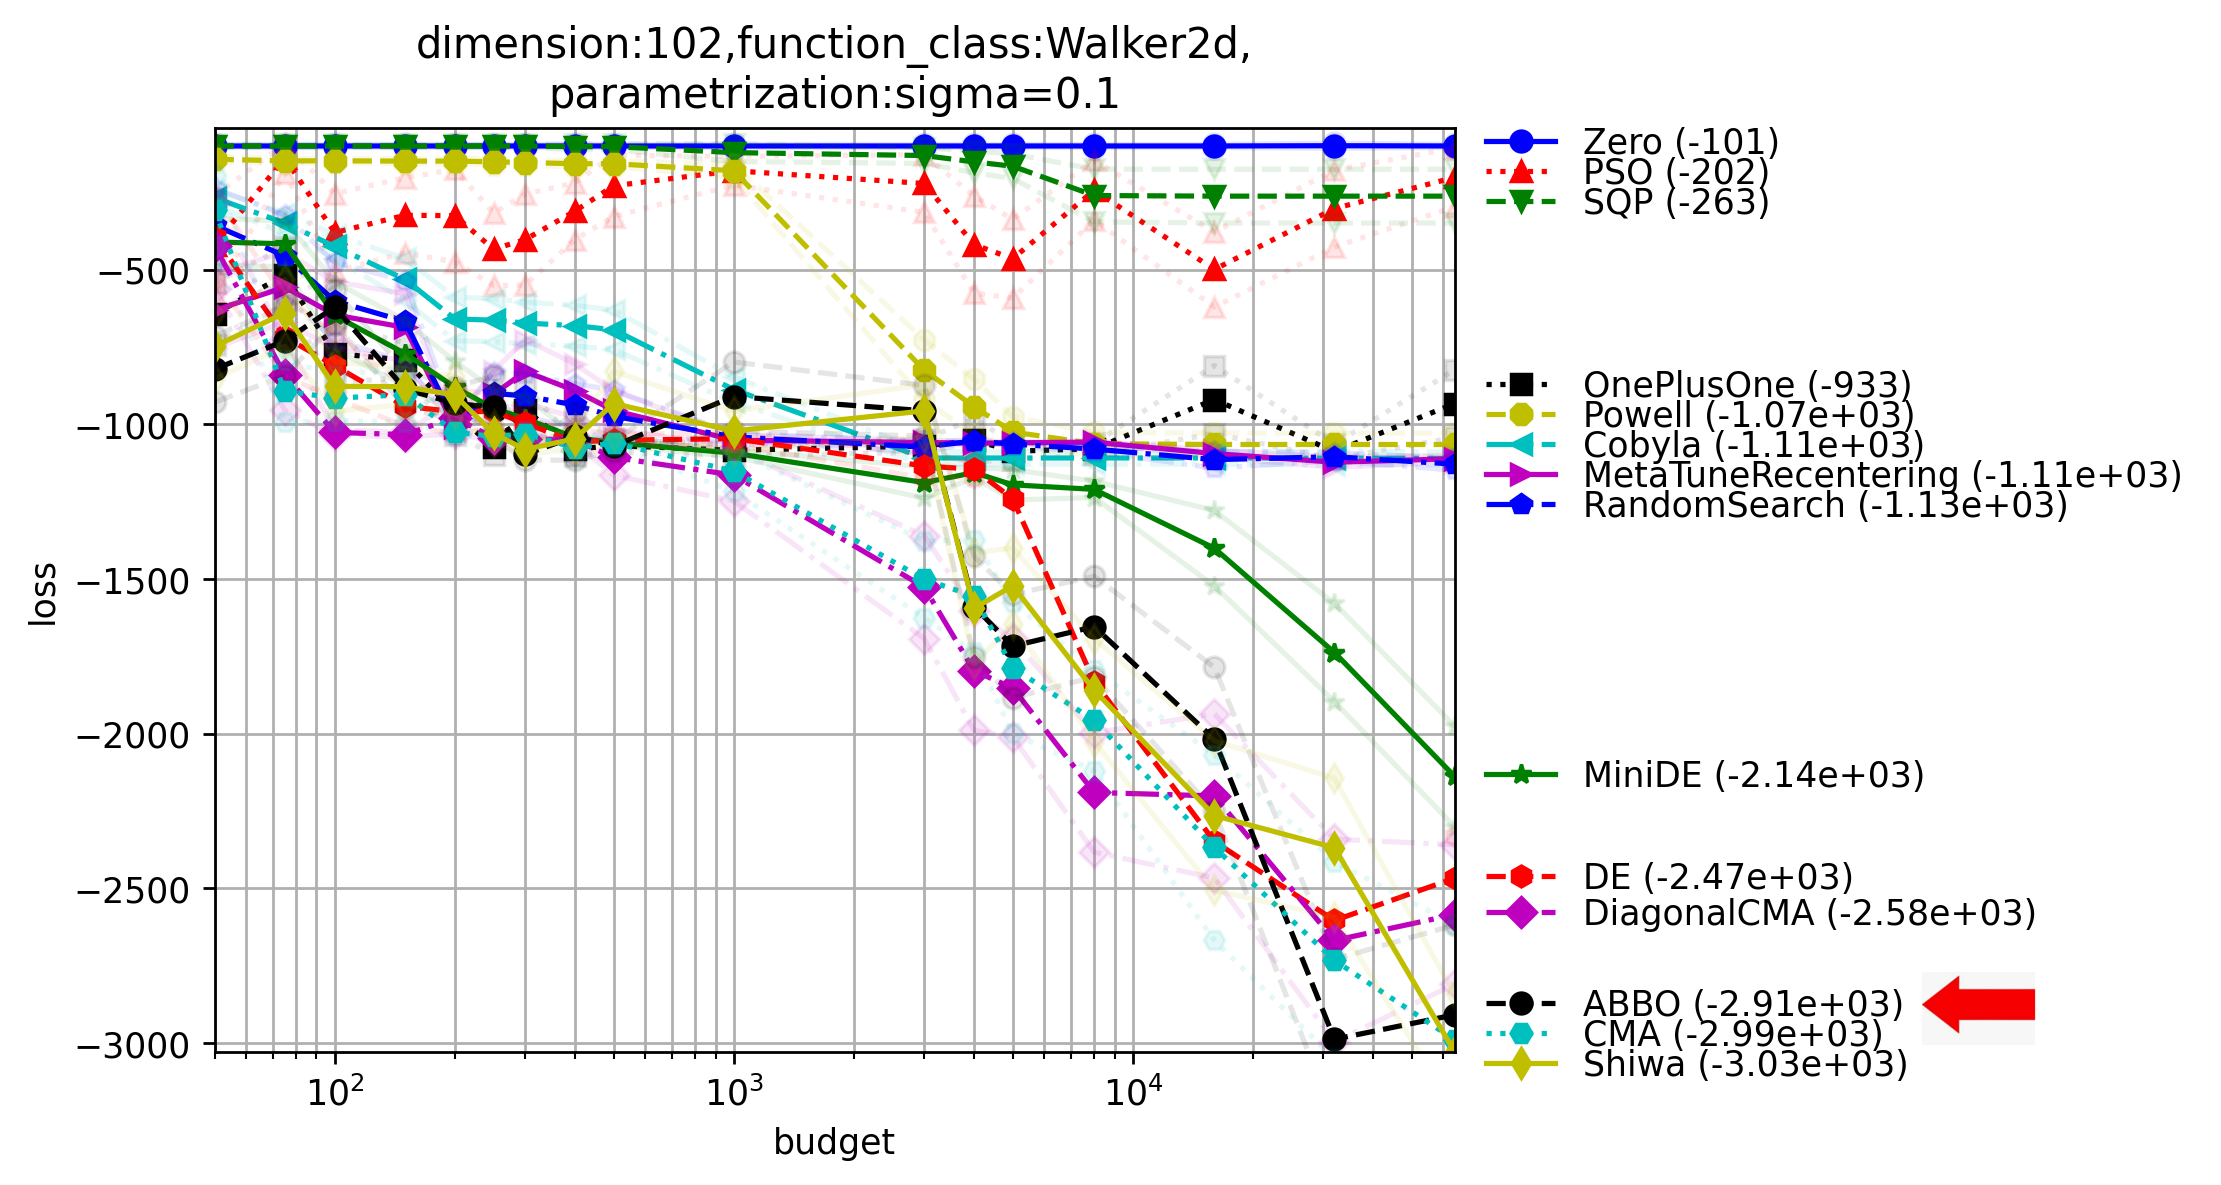 dimension:102,function_class:Walker2d,
parametrization:sigma=0.1
Zero (-101)
PSO (-202)
SQP (-263)
OnePlusOne (-933)
Powell (-1.07e+03)
Cobyla (-1.11e+03)
MetaTuneRecentering (-1.11e+03)
RandomSearch (-1.13e+03)
MiniDE (-2.14e+03)
DE (-2.47e+03)
DiagonalCMA (-2.58e+03)
ABBO (-2.91e+03)
CMA (-2.99e+03)
Shiwa (-3.03e+03)
loss
−500
−1000
−1500
−2000
−2500
−3000
10²
10³
10⁴
budget